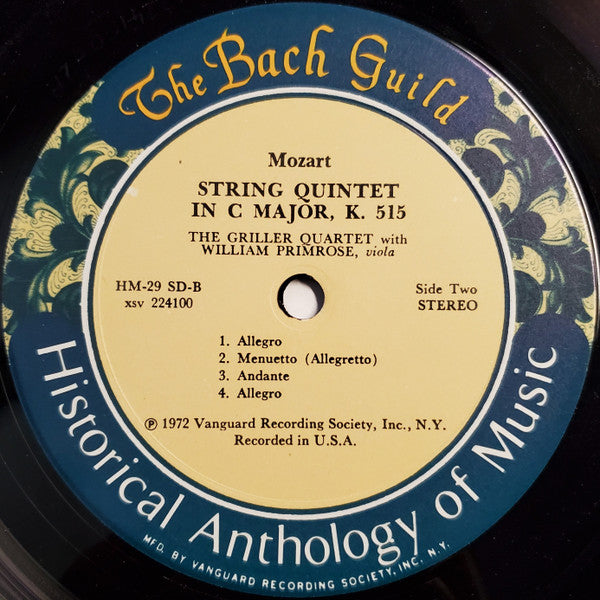 The Bach Guild
Mozart
STRING QUINTET
IN C MAJOR, K. 515
THE GRILLER QUARTET with
WILLIAM PRIMROSE, viola
HM-29 SD-B
Side Two
xsv 224100
STEREO
1. Allegro
2. Menuetto (Allegretto)
3. Andante
4. Allegro
℗ 1972 Vanguard Recording Society, Inc., N.Y.
Recorded in U.S.A.
Historical Anthology of Music
MFD. BY VANGUARD RECORDING SOCIETY, INC. N.Y.